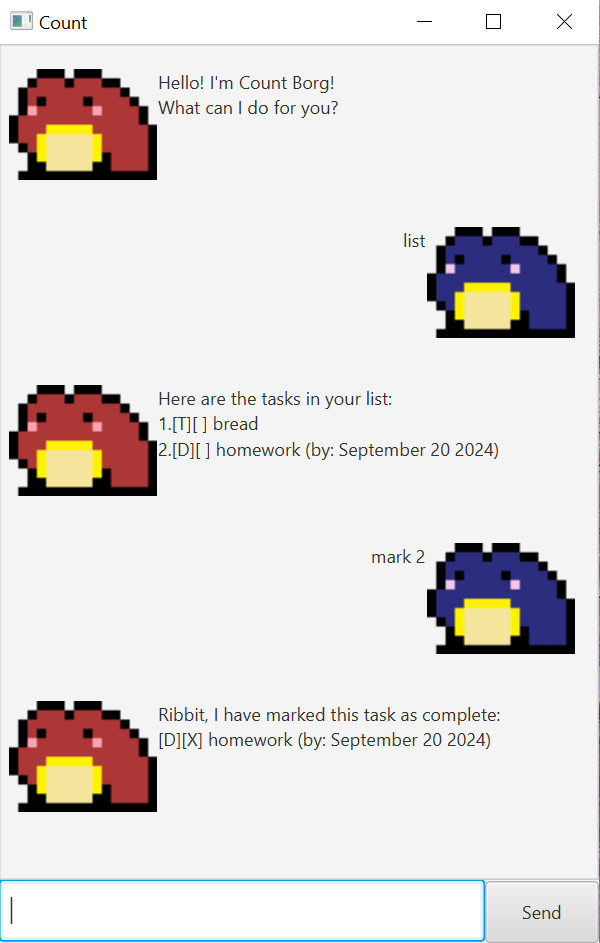 Count
Hello! I'm Count Borg!
What can I do for you?
list
Here are the tasks in your list:
1.[T][ ] bread
2.[D][ ] homework (by: September 20 2024)
mark 2
Ribbit, I have marked this task as complete:
[D][X] homework (by: September 20 2024)
Send